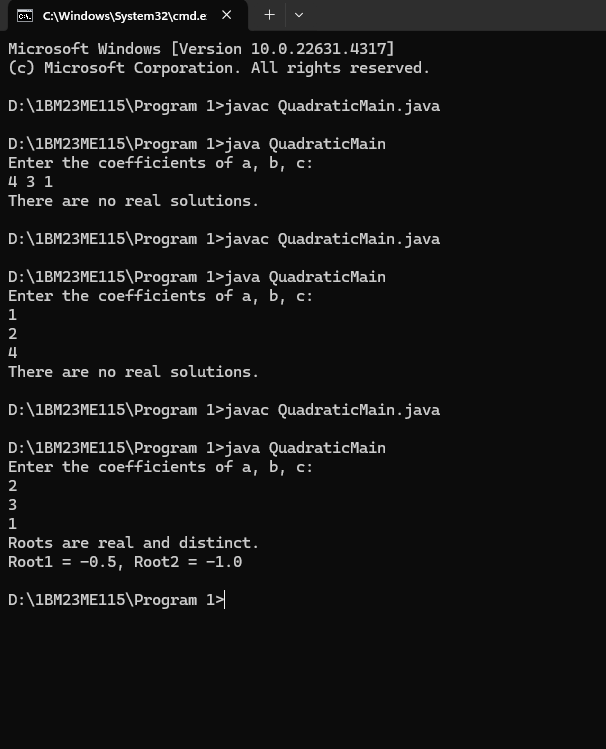 C:\Windows\System32\cmd.e
Microsoft Windows [Version 10.0.22631.4317]
(c) Microsoft Corporation. All rights reserved.
D:\1BM23ME115\Program 1>javac QuadraticMain.java
D:\1BM23ME115\Program 1>java QuadraticMain
Enter the coefficients of a, b, c:
4 3 1
There are no real solutions.
D:\1BM23ME115\Program 1>javac QuadraticMain.java
D:\1BM23ME115\Program 1>java QuadraticMain
Enter the coefficients of a, b, c:
1
2
4
There are no real solutions.
D:\1BM23ME115\Program 1>javac QuadraticMain.java
D:\1BM23ME115\Program 1>java QuadraticMain
Enter the coefficients of a, b, c:
2
3
1
Roots are real and distinct.
Root1 = -0.5, Root2 = -1.0
D:\1BM23ME115\Program 1>